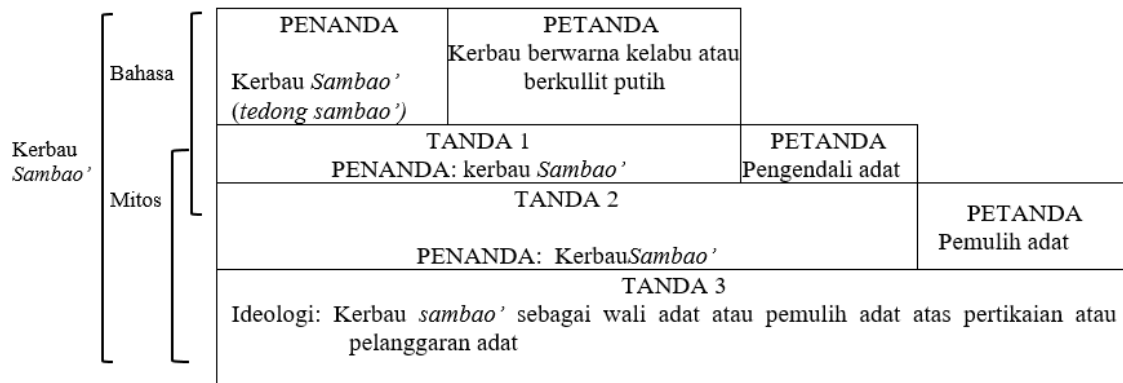 PENANDA
PETANDA
Kerbau berwarna kelabu atau
berkullit putih
Kerbau Sambao’
(tedong sambao’)
Bahasa
TANDA 1
PENANDA: kerbau Sambao’
PETANDA
Pengendali adat
Kerbau
Sambao’
Mitos
TANDA 2
PENANDA: KerbauSambao’
PETANDA
Pemulih adat
TANDA 3
Ideologi: Kerbau sambao’ sebagai wali adat atau pemulih adat atas pertikaian atau
pelanggaran adat